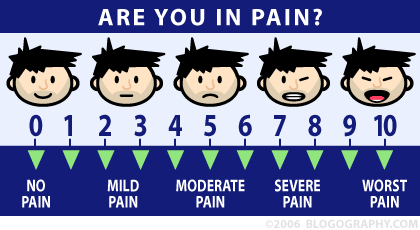 ARE YOU IN PAIN?
0 1 2 3 4 5 6 7 8 9 10
NO PAIN
MILD PAIN
MODERATE PAIN
SEVERE PAIN
WORST PAIN
©2006 BLOGOGRAPHY.COM